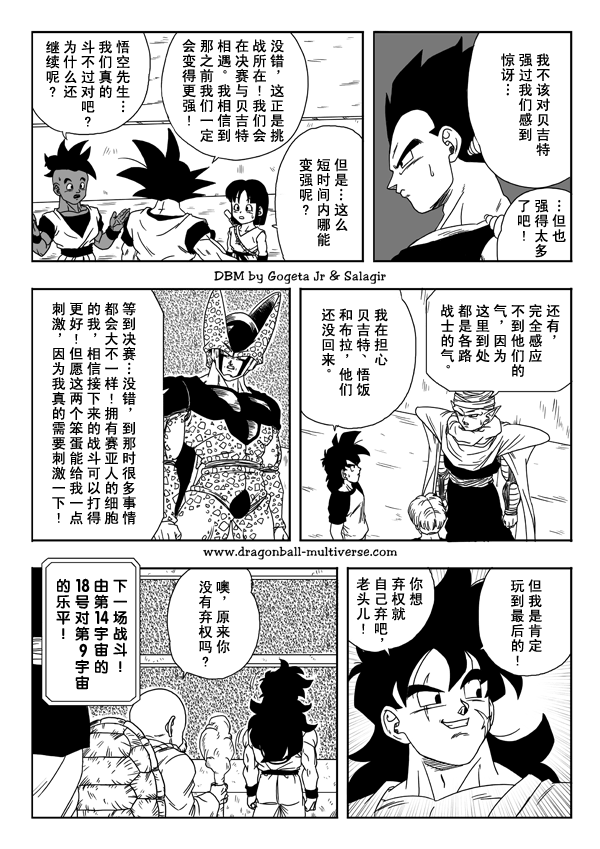 我不该对贝吉特
强过我们感到
惊讶…
…但也
强得太多
了吧！
没错，这正是挑
战所在！我们会
在决赛与贝吉特
相遇。我相信到
那之前我们一定
会变得更强！
悟空先生…
我们真的
斗不过对吧？
为什么还
继续呢？
但是…这么
短时间内哪能
变强呢？
DBM by Gogeta Jr & Salagir
还有，
完全感应
不到他们的
气，因为
这里到处
都是各路
战士的气。
我在担心
贝吉特、悟饭
和布拉，他们
还没回来。
等到决赛…没错，到那时很多事情
都会大不一样！拥有赛亚人的细胞
的我，相信接下来的战斗可以打得
更好！但愿这两个笨蛋能给我一点
刺激，因为我真的需要刺激一下！
www.dragonball-multiverse.com
但我是肯定
玩到最后的！
你想
弃权就
自己弃吧，
老头儿！
噢，原来你
没有弃权吗？
下一场战斗！
由第14宇宙的
18号对第9宇宙
的乐平！